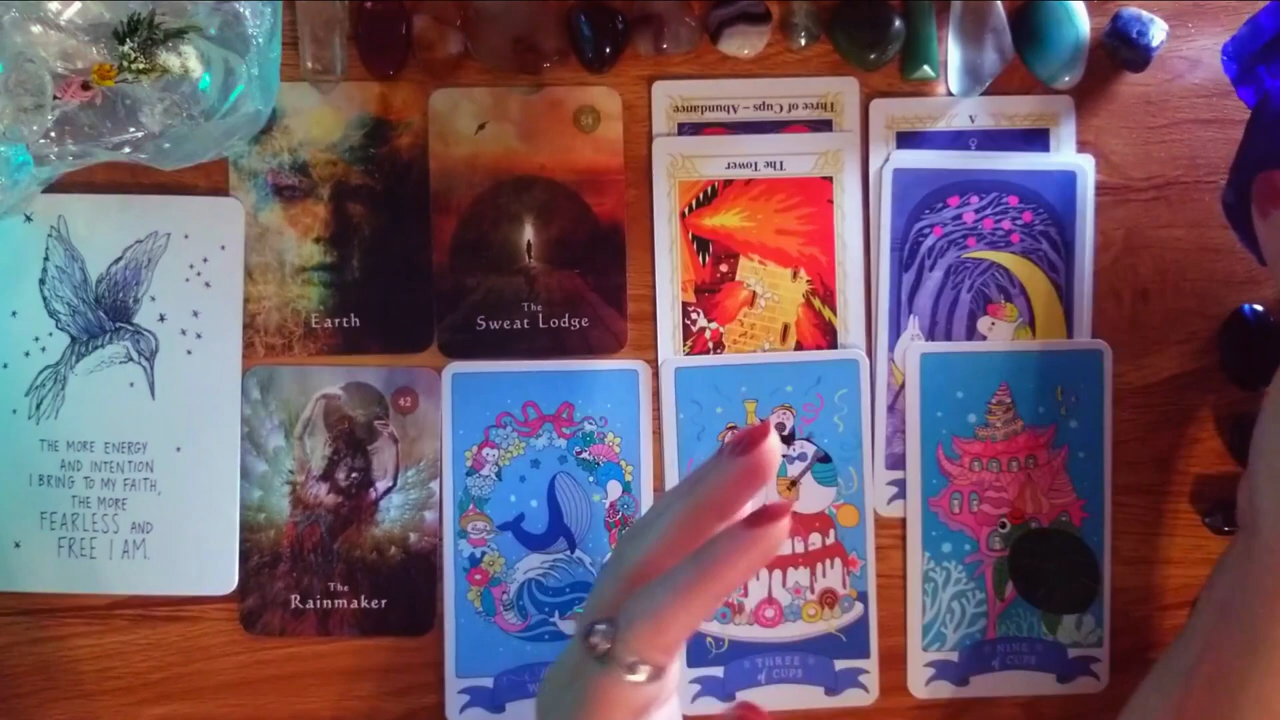 THE MORE ENERGY
AND INTENTION
I BRING TO MY FAITH,
THE MORE
FEARLESS AND
FREE I AM.
Earth
54
The
Sweat Lodge
42
The
Rainmaker
Three of Cups – Abundance
The Tower
V
THREE
of CUPS
NINE
of CUPS